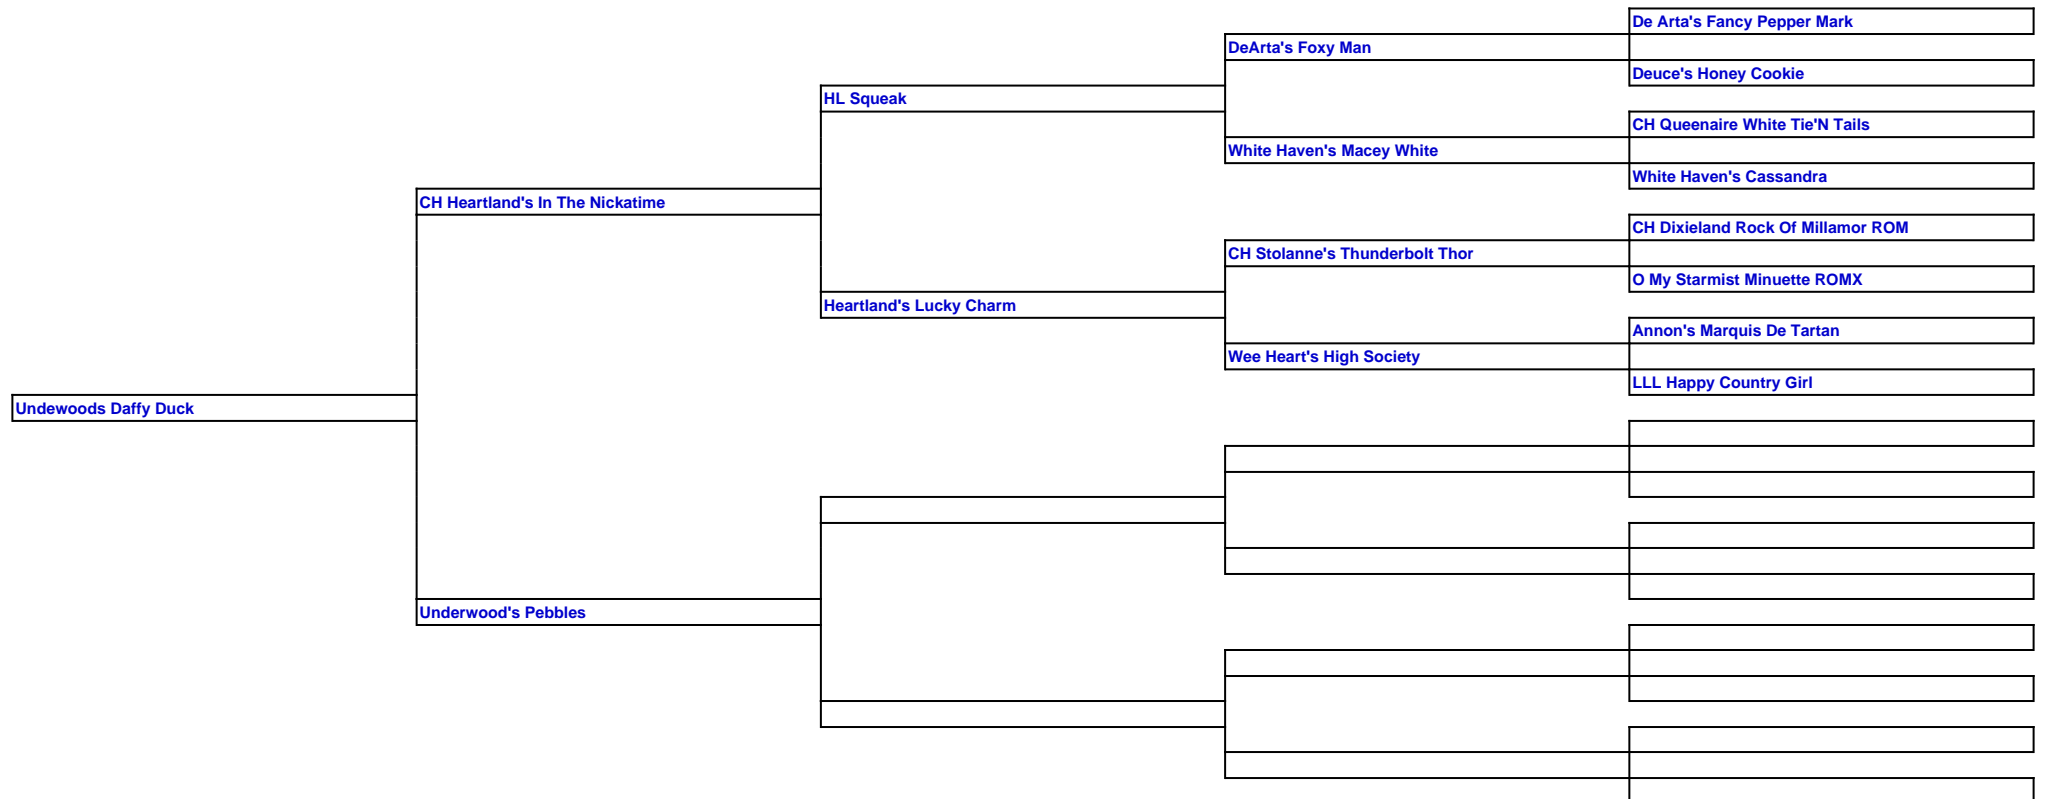 De Arta's Fancy Pepper Mark
DeArta's Foxy Man
Deuce's Honey Cookie
HL Squeak
CH Queenaire White Tie'N Tails
White Haven's Macey White
White Haven's Cassandra
CH Heartland's In The Nickatime
CH Dixieland Rock Of Millamor ROM
CH Stolanne's Thunderbolt Thor
O My Starmist Minuette ROMX
Heartland's Lucky Charm
Annon's Marquis De Tartan
Wee Heart's High Society
LLL Happy Country Girl
Undewoods Daffy Duck
Underwood's Pebbles